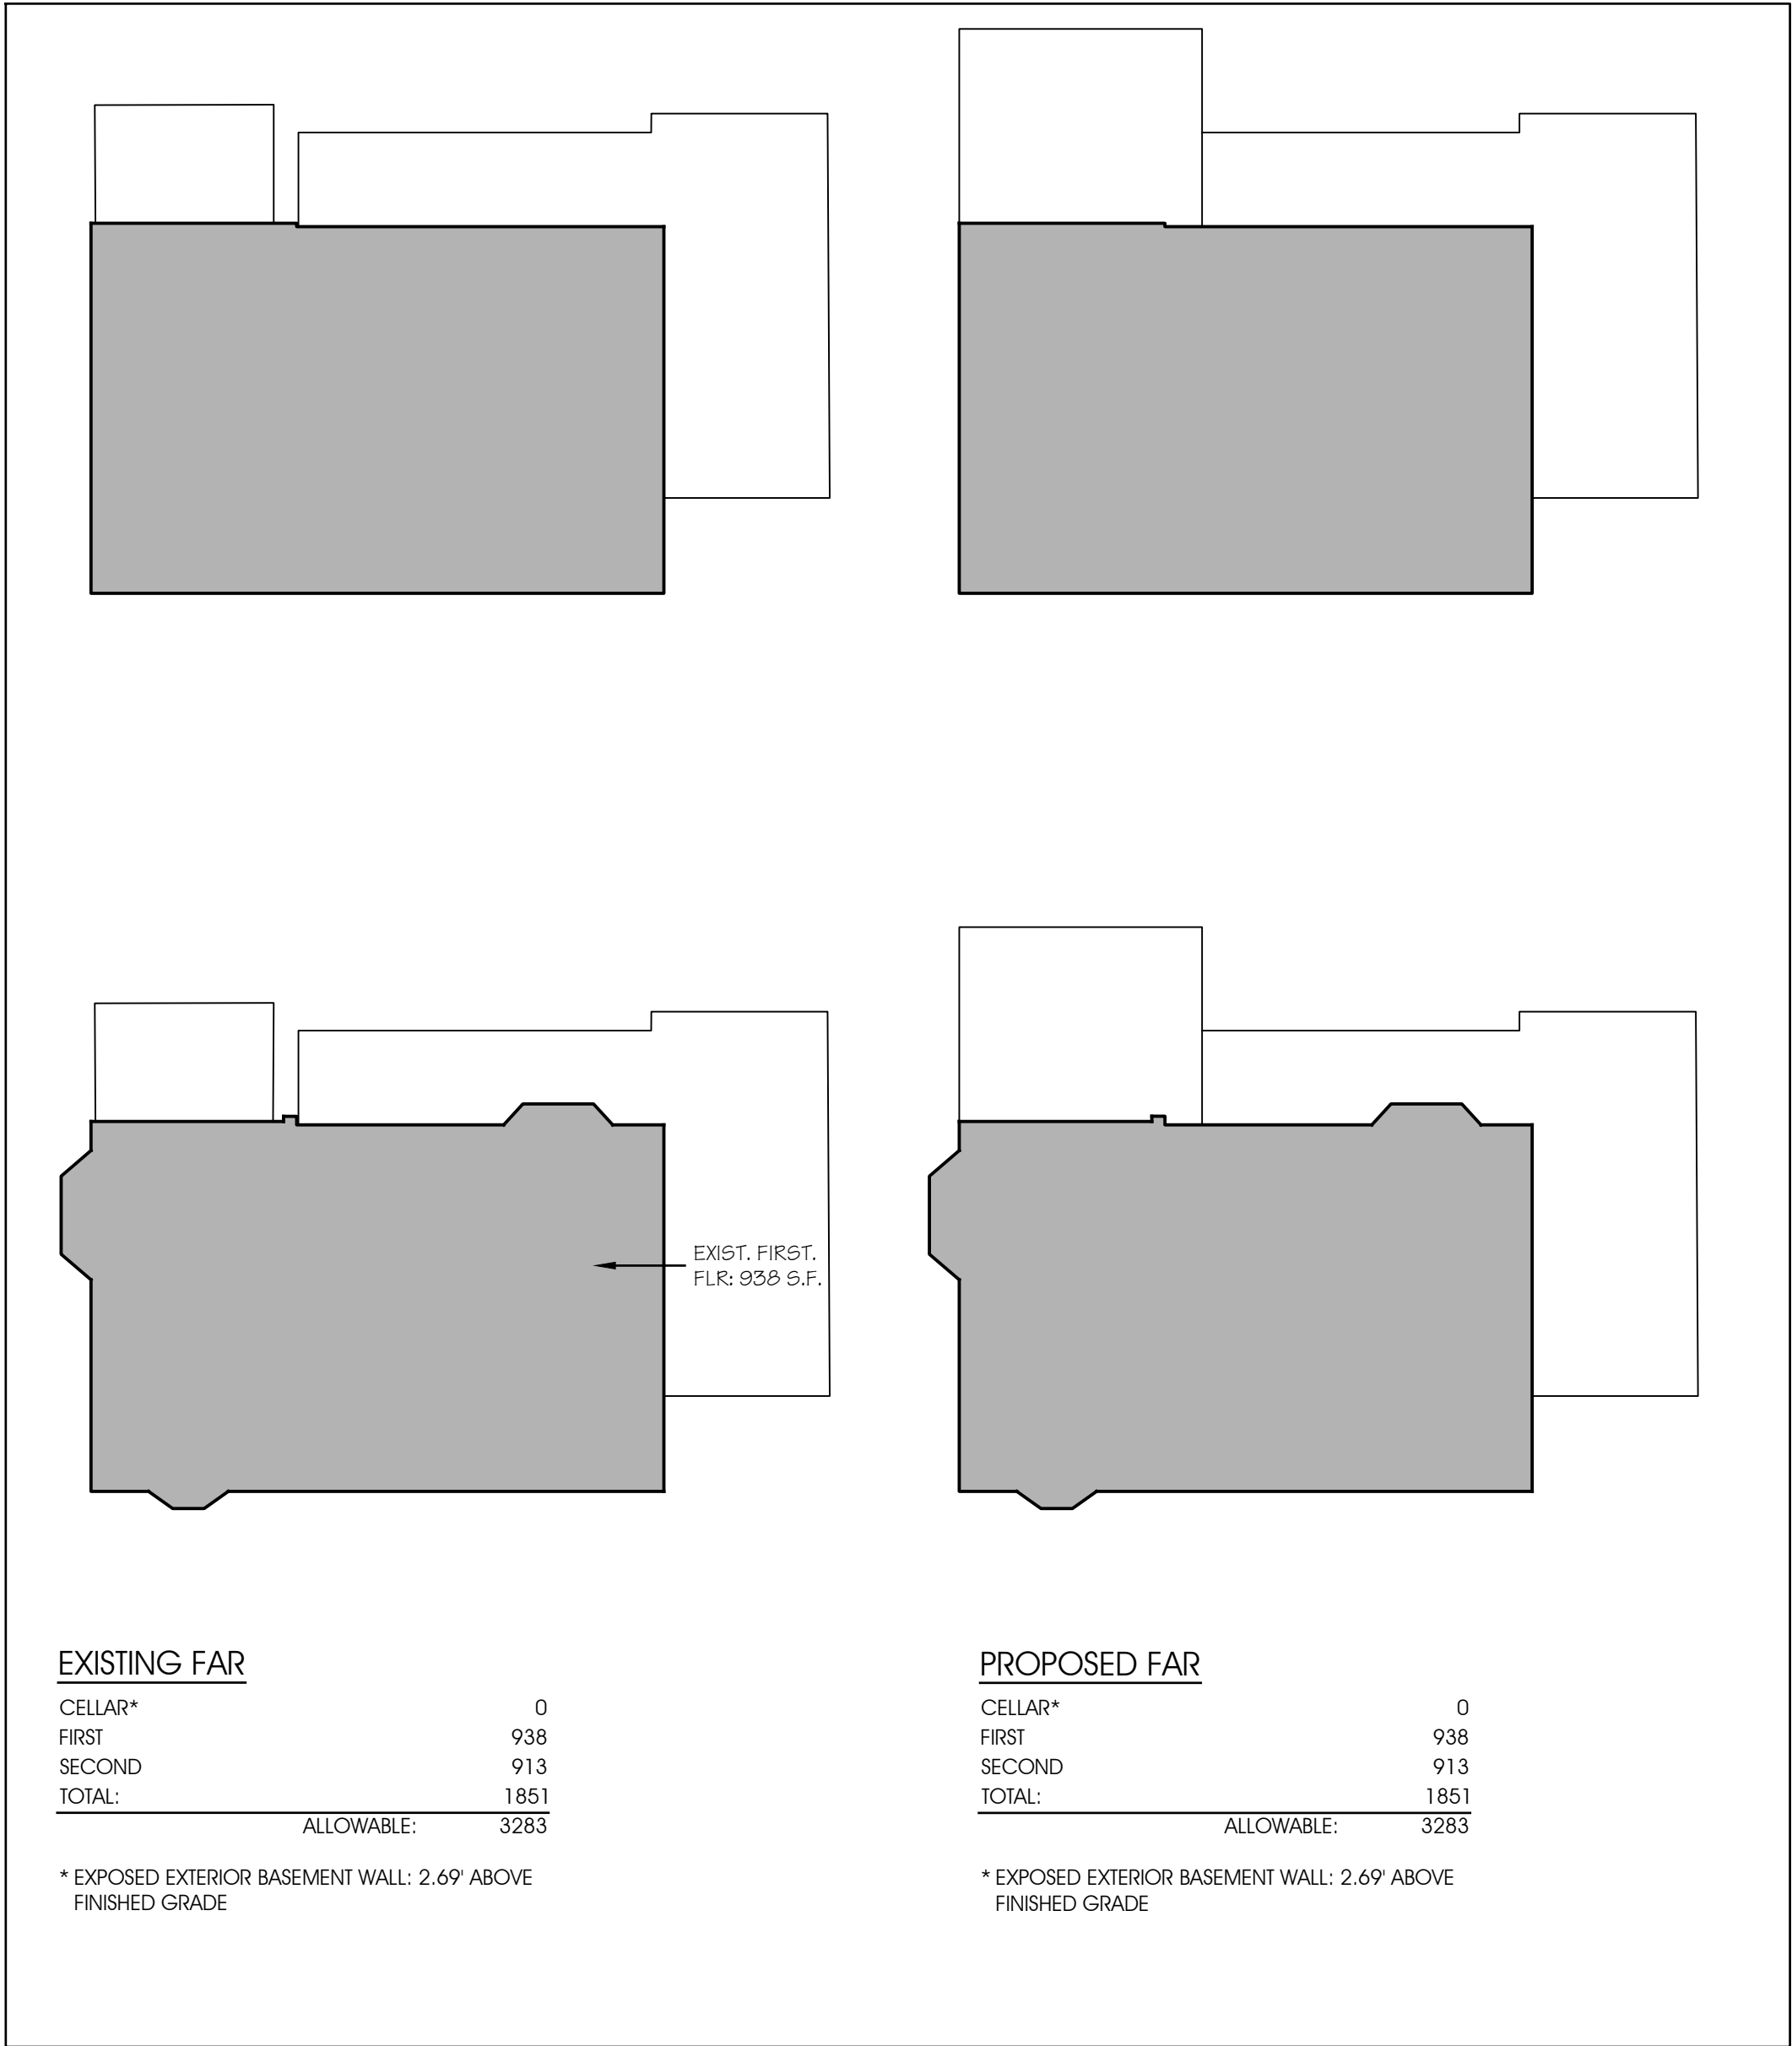 EXIST. FIRST.
FLR: 938 S.F.
EXISTING FAR
CELLAR* 0
FIRST 938
SECOND 913
TOTAL: 1851
ALLOWABLE: 3283
* EXPOSED EXTERIOR BASEMENT WALL: 2.69' ABOVE
FINISHED GRADE
PROPOSED FAR
CELLAR* 0
FIRST 938
SECOND 913
TOTAL: 1851
ALLOWABLE: 3283
* EXPOSED EXTERIOR BASEMENT WALL: 2.69' ABOVE
FINISHED GRADE